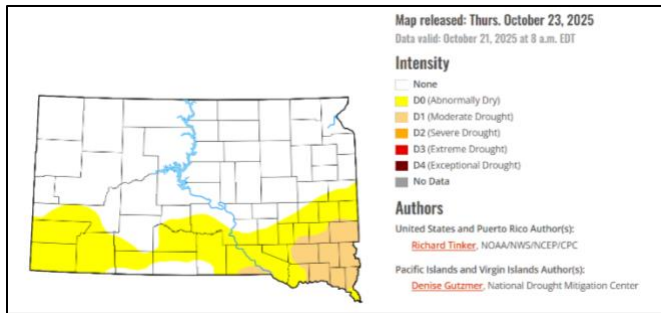 Map released: Thurs. October 23, 2025
Data valid: October 21, 2025 at 8 a.m. EDT
Intensity
None
D0 (Abnormally Dry)
D1 (Moderate Drought)
D2 (Severe Drought)
D3 (Extreme Drought)
D4 (Exceptional Drought)
No Data
Authors
United States and Puerto Rico Author(s):
Richard Tinker, NOAA/NWS/NCEP/CPC
Pacific Islands and Virgin Islands Author(s):
Denise Gutzmer, National Drought Mitigation Center